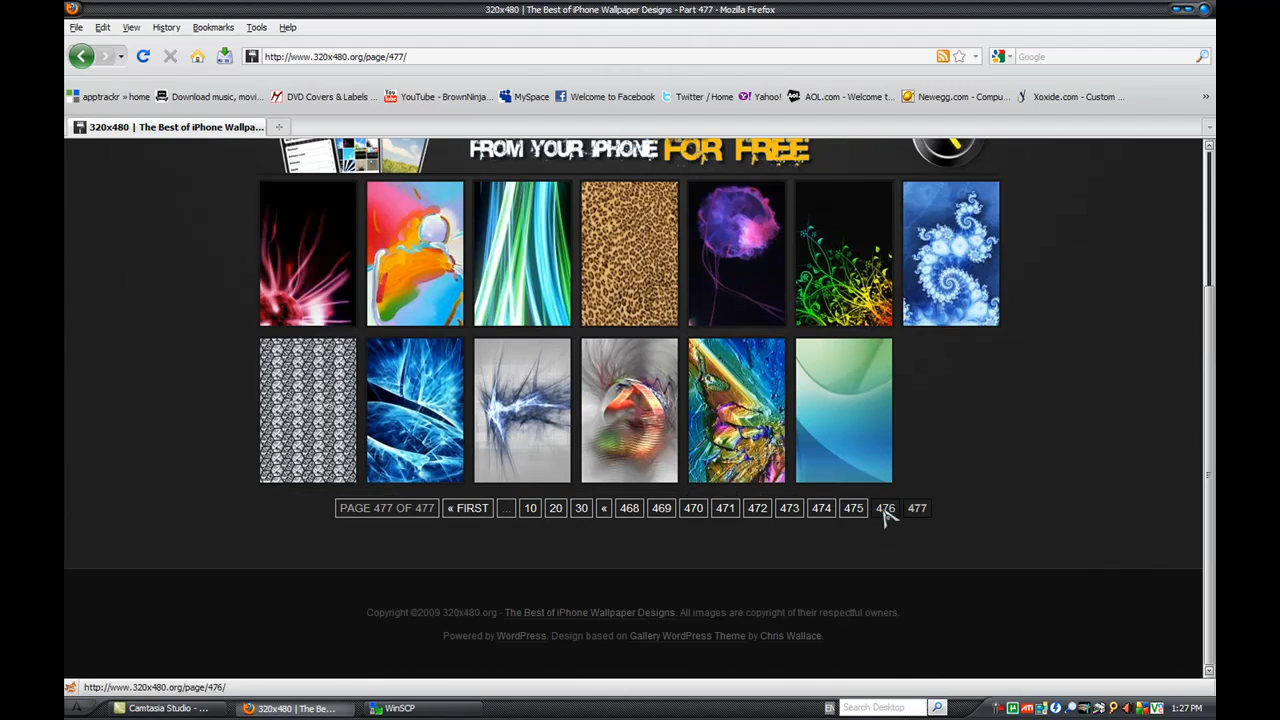 320x480 | The Best of iPhone Wallpaper Designs - Part 477 - Mozilla Firefox
File Edit View History Bookmarks Tools Help
http://www.320x480.org/page/477/ Google
apptrackr » home Download music, movi... DVD Covers & Labels ... YouTube - BrownNinja... MySpace Welcome to Facebook Twitter / Home Yahoo! AOL.com - Welcome t... Newegg.com - Compu... Xoxide.com - Custom ... »
320x480 | The Best of iPhone Wallpa...
FROM YOUR IPHONE FOR FREE
PAGE 477 OF 477 « FIRST ... 10 20 30 « 468 469 470 471 472 473 474 475 476 477
Copyright ©2009 320x480.org - The Best of iPhone Wallpaper Designs. All images are copyright of their respectful owners.
Powered by WordPress. Design based on Gallery WordPress Theme by Chris Wallace.
http://www.320x480.org/page/476/
Camtasia Studio - ... 320x480 | The Be... WinSCP EN Search Desktop 1:27 PM